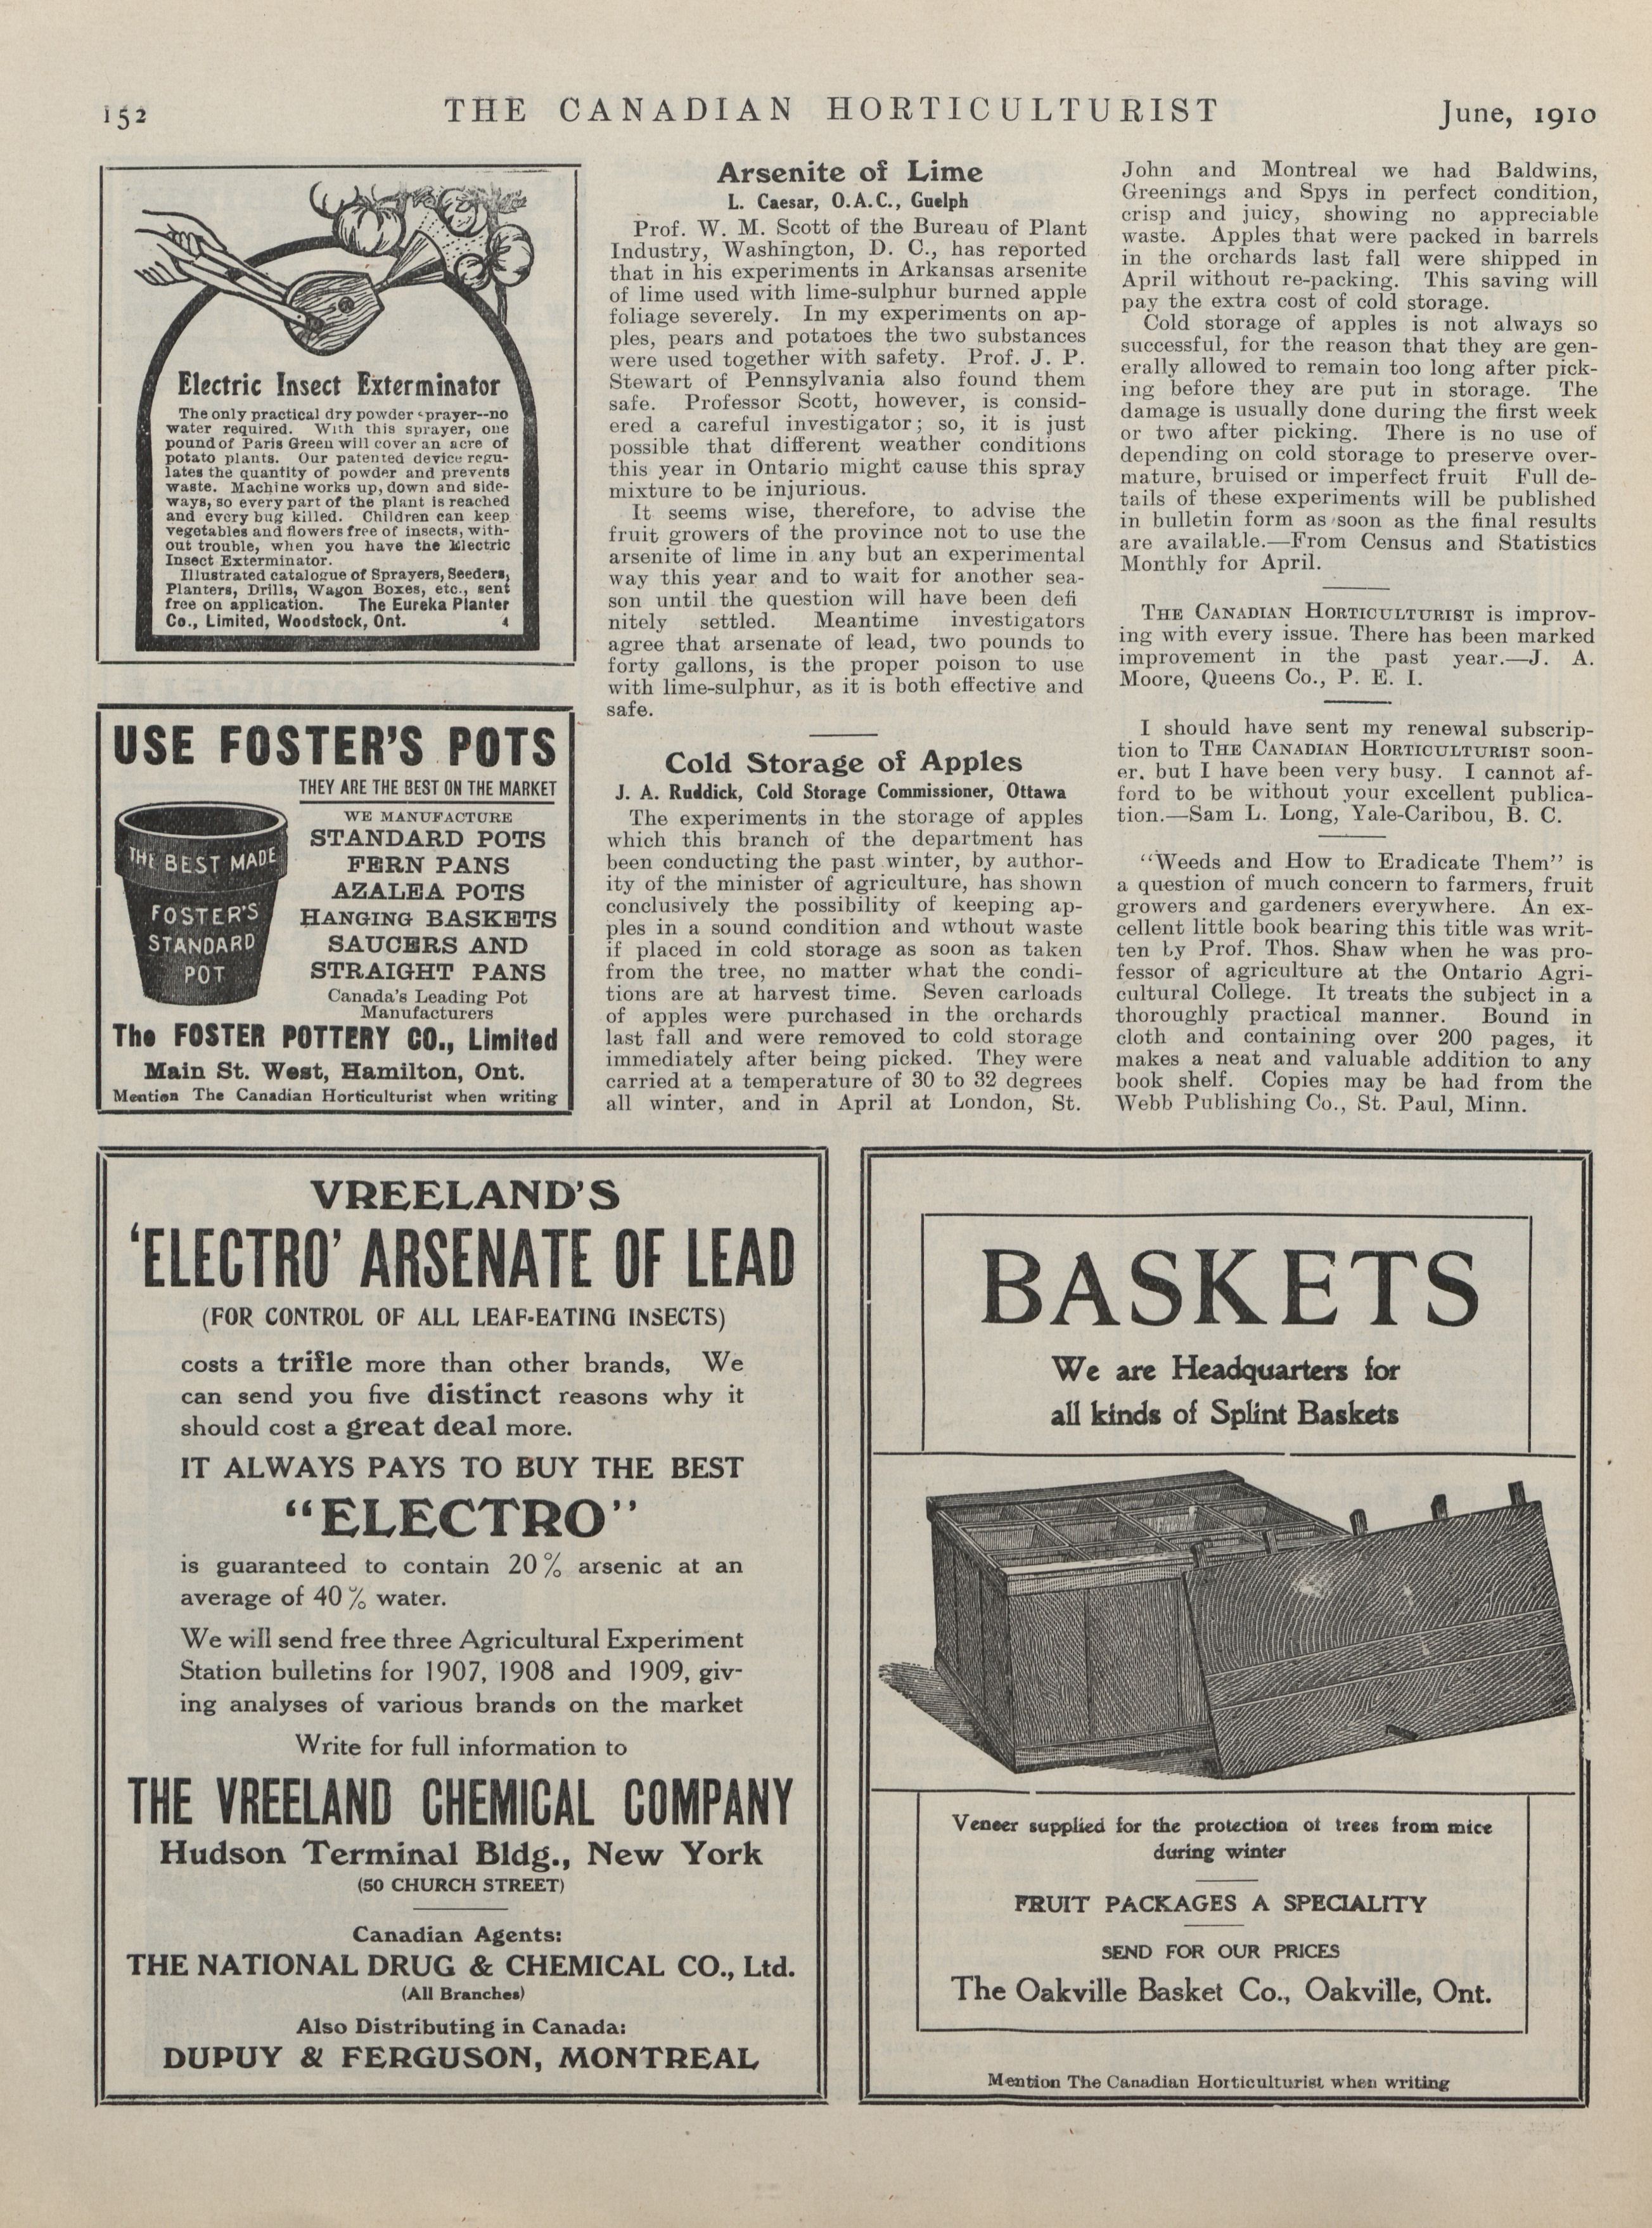 152
THE CANADIAN HORTICULTURIST
June, 1910
Electric Insect Exterminator
The only practical dry powder sprayer--no
water required. With this sprayer, one
pound of Paris Green will cover an acre of
potato plants. Our patented device regu-
lates the quantity of powder and prevents
waste. Machine works up, down and side-
ways, so every part of the plant is reached
and every bug killed. Children can keep
vegetables and flowers free of insects, with-
out trouble, when you have the Electric
Insect Exterminator.
Illustrated catalogue of Sprayers, Seeders,
Planters, Drills, Wagon Boxes, etc., sent
free on application. The Eureka Planter
Co., Limited, Woodstock, Ont. 4
USE FOSTER'S POTS
THEY ARE THE BEST ON THE MARKET
THE BEST MADE
FOSTER'S
STANDARD
POT
WE MANUFACTURE
STANDARD POTS
FERN PANS
AZALEA POTS
HANGING BASKETS
SAUCERS AND
STRAIGHT PANS
Canada's Leading Pot
Manufacturers
The FOSTER POTTERY CO., Limited
Main St. West, Hamilton, Ont.
Mention The Canadian Horticulturist when writing
Arsenite of Lime
L. Caesar, O.A.C., Guelph
Prof. W. M. Scott of the Bureau of Plant
Industry, Washington, D. C., has reported
that in his experiments in Arkansas arsenite
of lime used with lime-sulphur burned apple
foliage severely. In my experiments on ap-
ples, pears and potatoes the two substances
were used together with safety. Prof. J. P.
Stewart of Pennsylvania also found them
safe. Professor Scott, however, is consid-
ered a careful investigator; so, it is just
possible that different weather conditions
this year in Ontario might cause this spray
mixture to be injurious.
It seems wise, therefore, to advise the
fruit growers of the province not to use the
arsenite of lime in any but an experimental
way this year and to wait for another sea-
son until the question will have been defi
nitely settled. Meantime investigators
agree that arsenate of lead, two pounds to
forty gallons, is the proper poison to use
with lime-sulphur, as it is both effective and
safe.
Cold Storage of Apples
J. A. Ruddick, Cold Storage Commissioner, Ottawa
The experiments in the storage of apples
which this branch of the department has
been conducting the past winter, by author-
ity of the minister of agriculture, has shown
conclusively the possibility of keeping ap-
ples in a sound condition and wthout waste
if placed in cold storage as soon as taken
from the tree, no matter what the condi-
tions are at harvest time. Seven carloads
of apples were purchased in the orchards
last fall and were removed to cold storage
immediately after being picked. They were
carried at a temperature of 30 to 32 degrees
all winter, and in April at London, St.
John and Montreal we had Baldwins,
Greenings and Spys in perfect condition,
crisp and juicy, showing no appreciable
waste. Apples that were packed in barrels
in the orchards last fall were shipped in
April without re-packing. This saving will
pay the extra cost of cold storage.
Cold storage of apples is not always so
successful, for the reason that they are gen-
erally allowed to remain too long after pick-
ing before they are put in storage. The
damage is usually done during the first week
or two after picking. There is no use of
depending on cold storage to preserve over-
mature, bruised or imperfect fruit Full de-
tails of these experiments will be published
in bulletin form as soon as the final results
are available.—From Census and Statistics
Monthly for April.
THE CANADIAN HORTICULTURIST is improv-
ing with every issue. There has been marked
improvement in the past year.—J. A.
Moore, Queens Co., P. E. I.
I should have sent my renewal subscrip-
tion to THE CANADIAN HORTICULTURIST soon-
er. but I have been very busy. I cannot af-
ford to be without your excellent publica-
tion.—Sam L. Long, Yale-Caribou, B. C.
"Weeds and How to Eradicate Them" is
a question of much concern to farmers, fruit
growers and gardeners everywhere. An ex-
cellent little book bearing this title was writ-
ten by Prof. Thos. Shaw when he was pro-
fessor of agriculture at the Ontario Agri-
cultural College. It treats the subject in a
thoroughly practical manner. Bound in
cloth and containing over 200 pages, it
makes a neat and valuable addition to any
book shelf. Copies may be had from the
Webb Publishing Co., St. Paul, Minn.
VREELAND'S
'ELECTRO' ARSENATE OF LEAD
(FOR CONTROL OF ALL LEAF-EATING INSECTS)
costs a trifle more than other brands, We
can send you five distinct reasons why it
should cost a great deal more.
IT ALWAYS PAYS TO BUY THE BEST
"ELECTRO"
is guaranteed to contain 20% arsenic at an
average of 40% water.
We will send free three Agricultural Experiment
Station bulletins for 1907, 1908 and 1909, giv-
ing analyses of various brands on the market
Write for full information to
THE VREELAND CHEMICAL COMPANY
Hudson Terminal Bldg., New York
(50 CHURCH STREET)
Canadian Agents:
THE NATIONAL DRUG & CHEMICAL CO., Ltd.
(All Branches)
Also Distributing in Canada:
DUPUY & FERGUSON, MONTREAL
BASKETS
We are Headquarters for
all kinds of Splint Baskets
Veneer supplied for the protection of trees from mice
during winter
FRUIT PACKAGES A SPECIALITY
SEND FOR OUR PRICES
The Oakville Basket Co., Oakville, Ont.
Mention The Canadian Horticulturist when writing